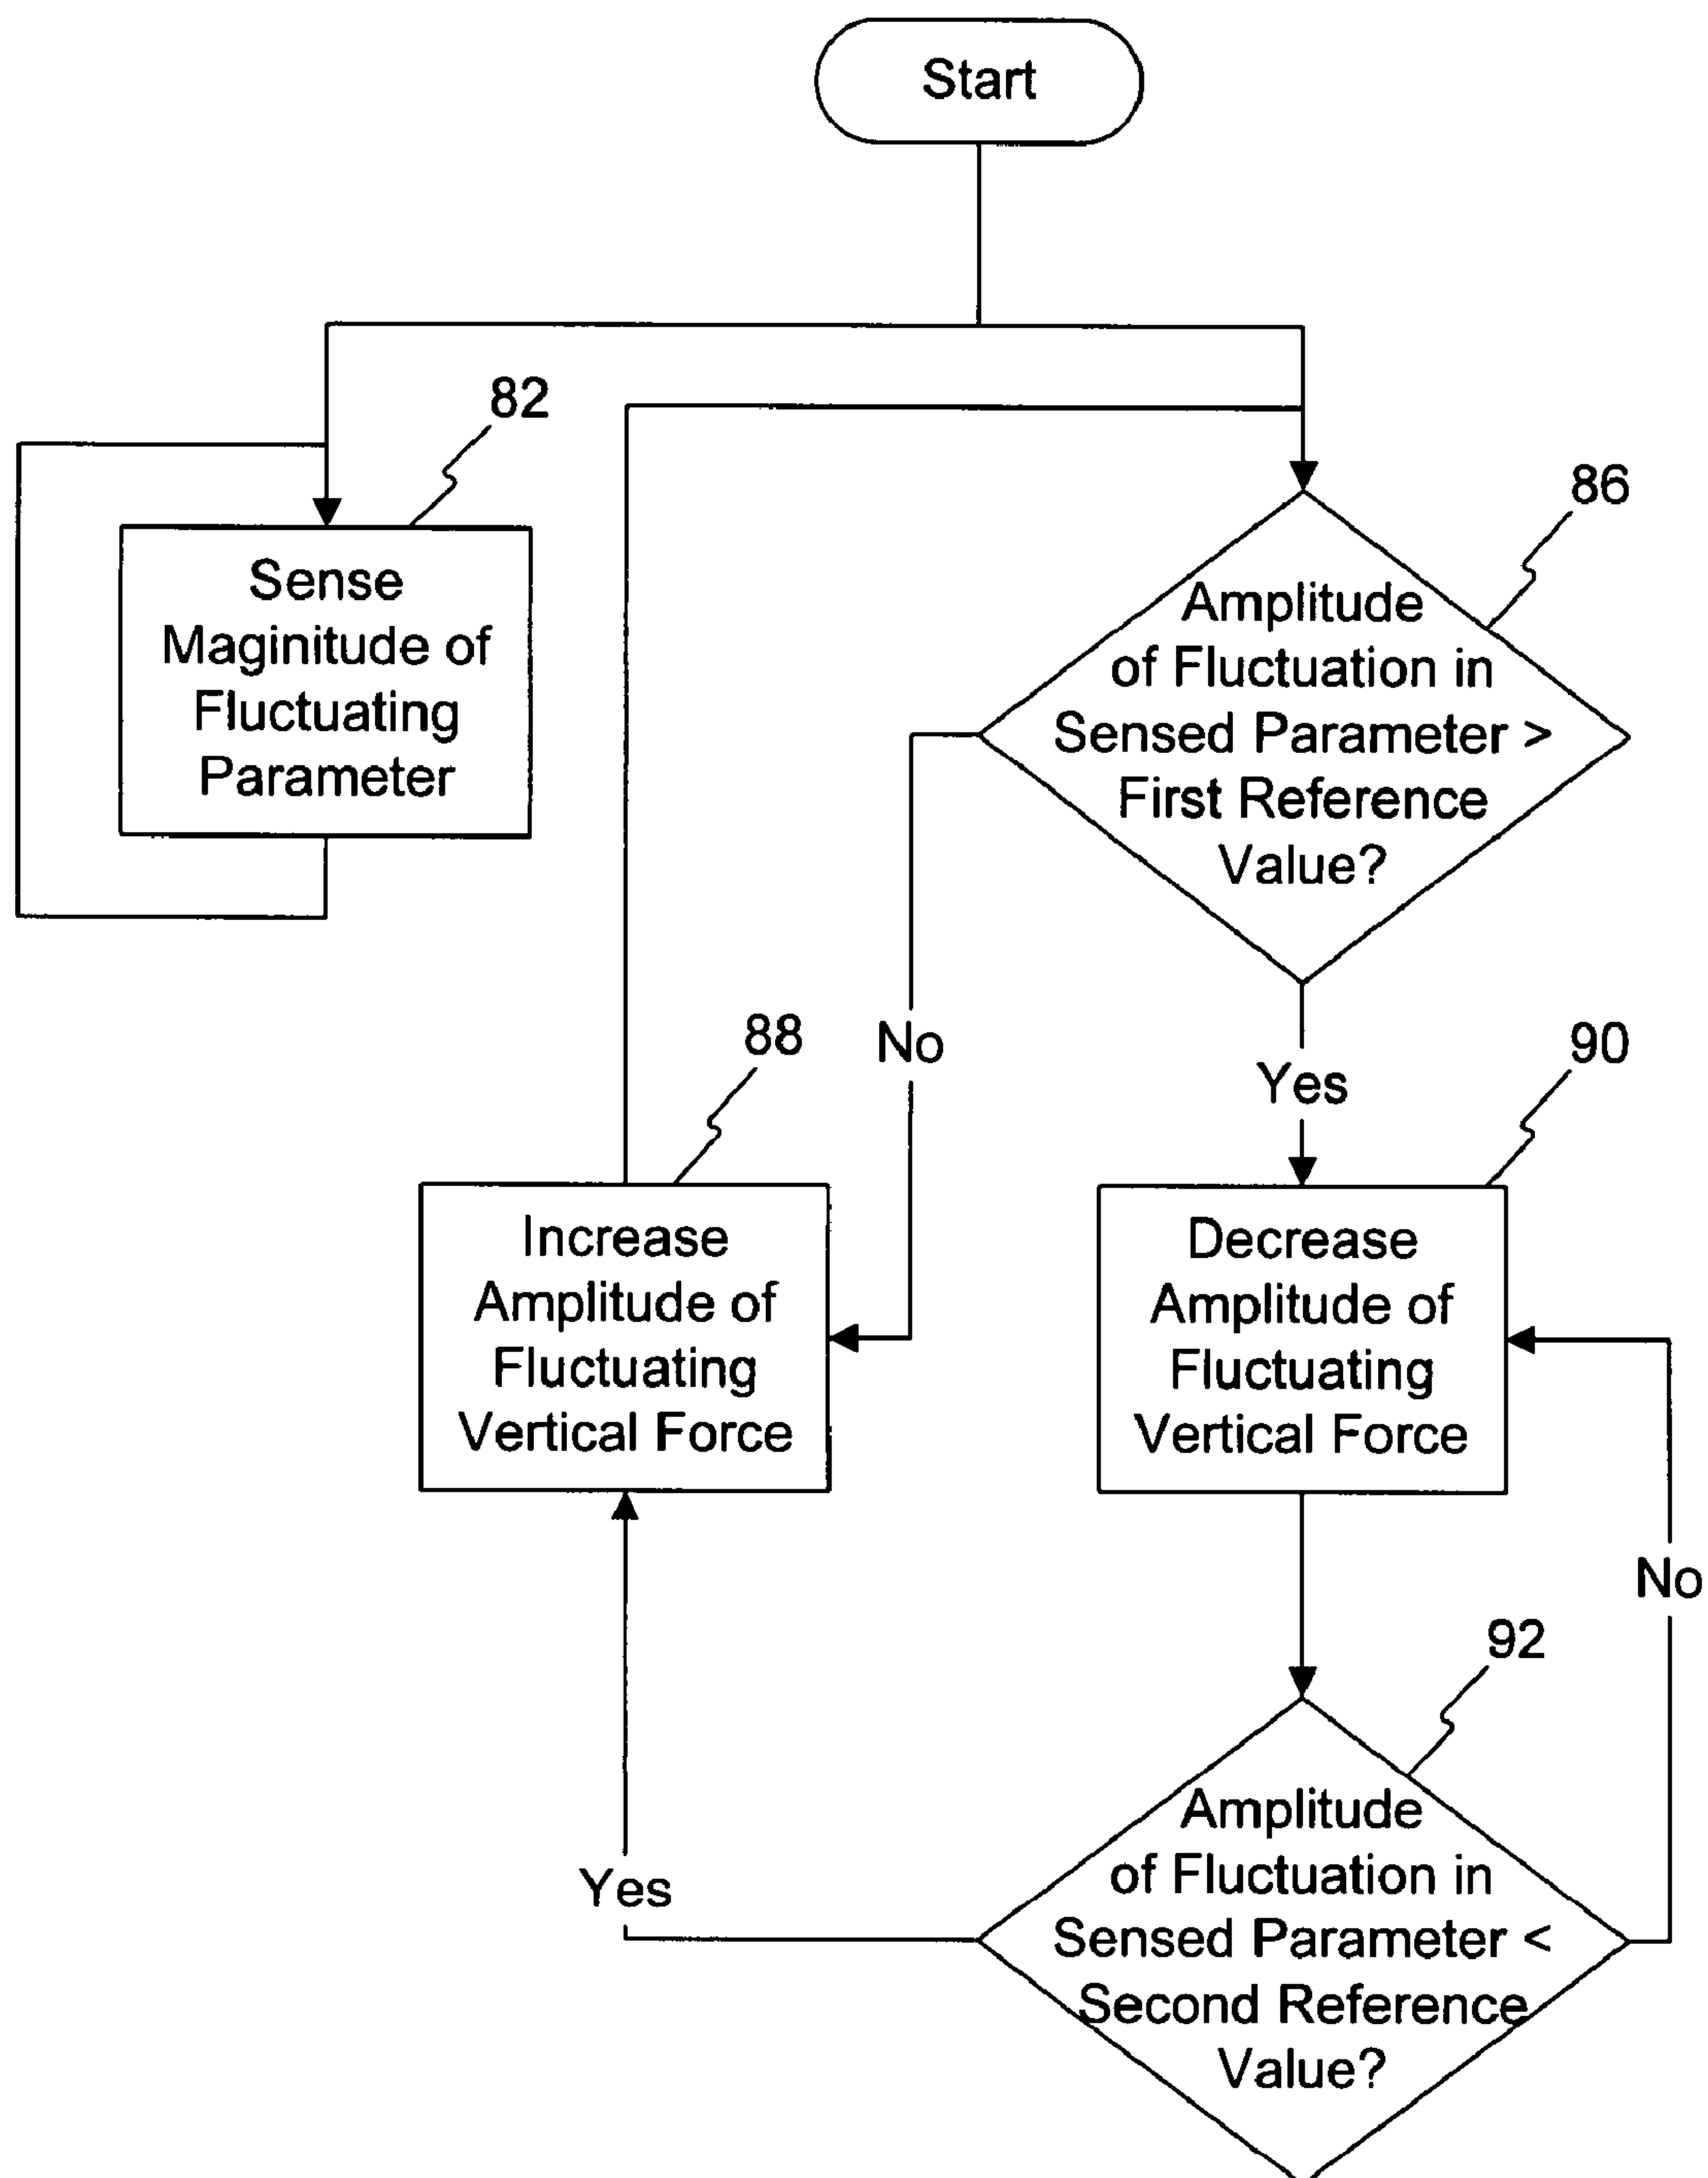 Start
82
Sense
Maginitude of
Fluctuating
Parameter
86
Amplitude
of Fluctuation in
Sensed Parameter >
First Reference
Value?
No
Yes
88
Increase
Amplitude of
Fluctuating
Vertical Force
90
Decrease
Amplitude of
Fluctuating
Vertical Force
No
92
Amplitude
of Fluctuation in
Sensed Parameter <
Second Reference
Value?
Yes